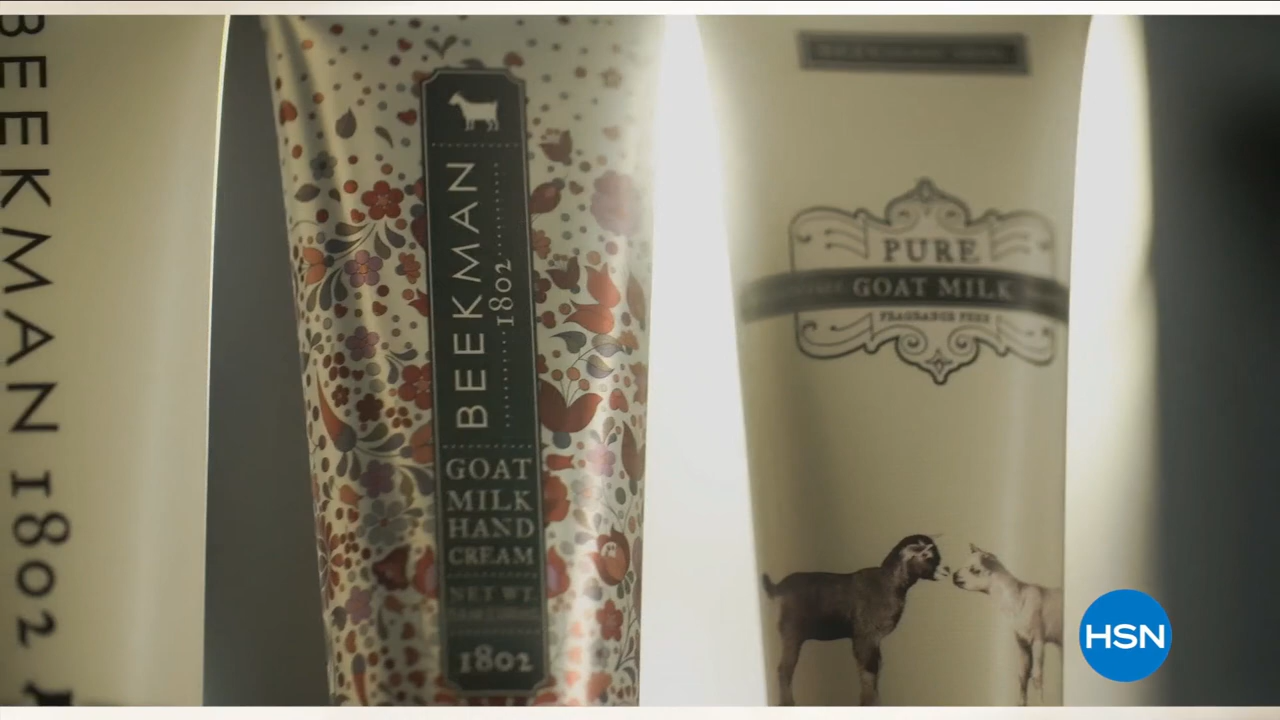 BEEKMAN 1802
BEEKMAN
1802
GOAT
MILK
HAND
CREAM
NET WT.
1802
PURE
GOAT MILK
FRAGRANCE FREE
HSN